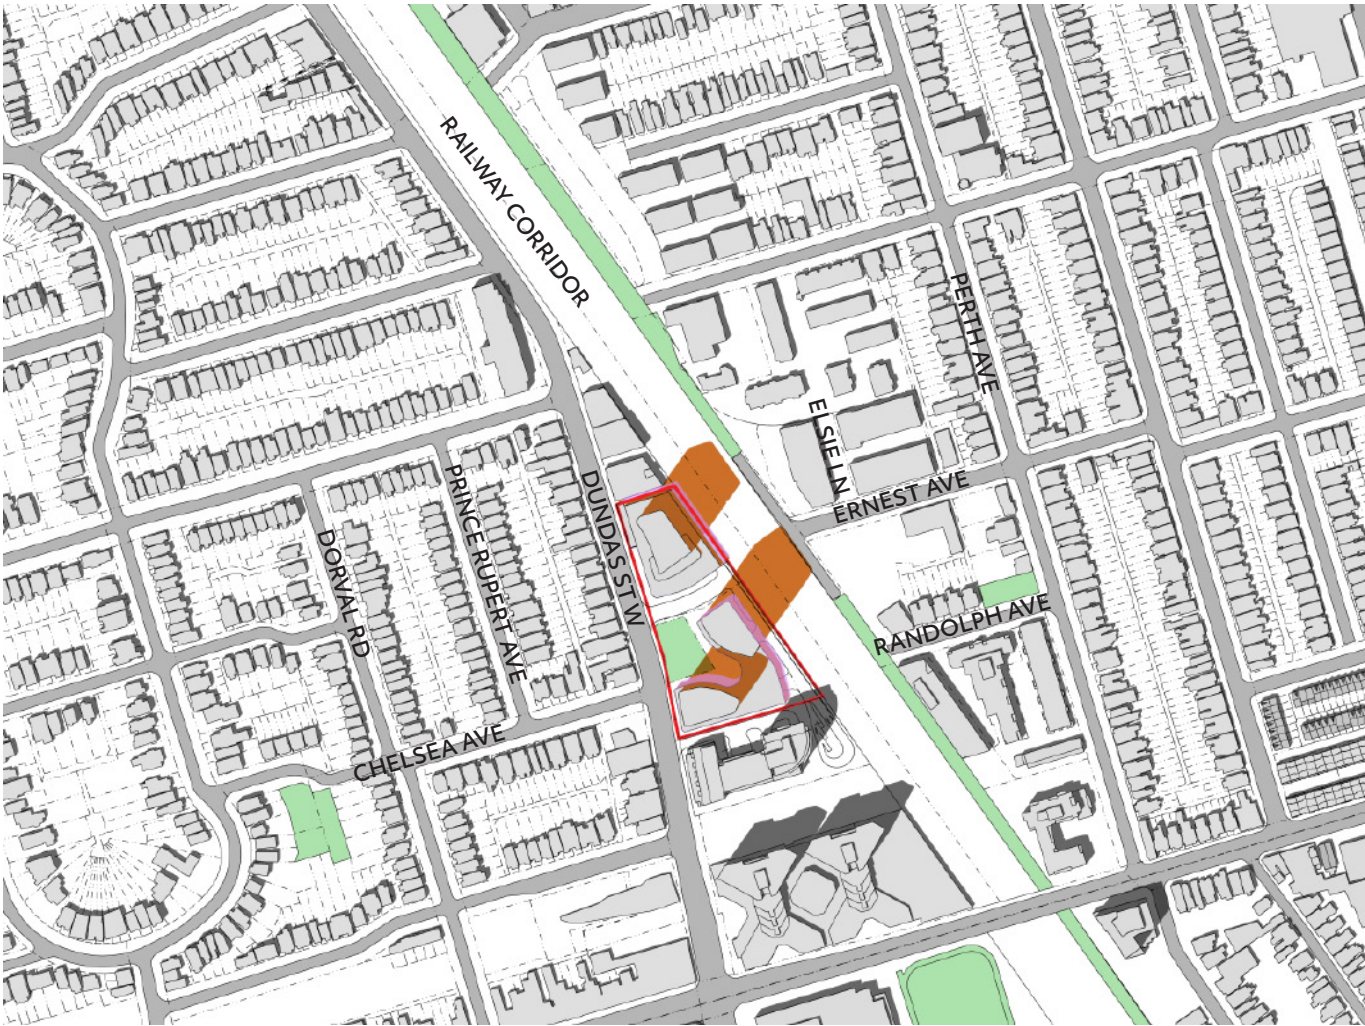 RAILWAY CORRIDOR
PERTH AVE
ELSIE LN
ERNEST AVE
PRINCE RUPERT AVE
DUNDAS ST W
DORVAL RD
RANDOLPH AVE
CHELSEA AVE